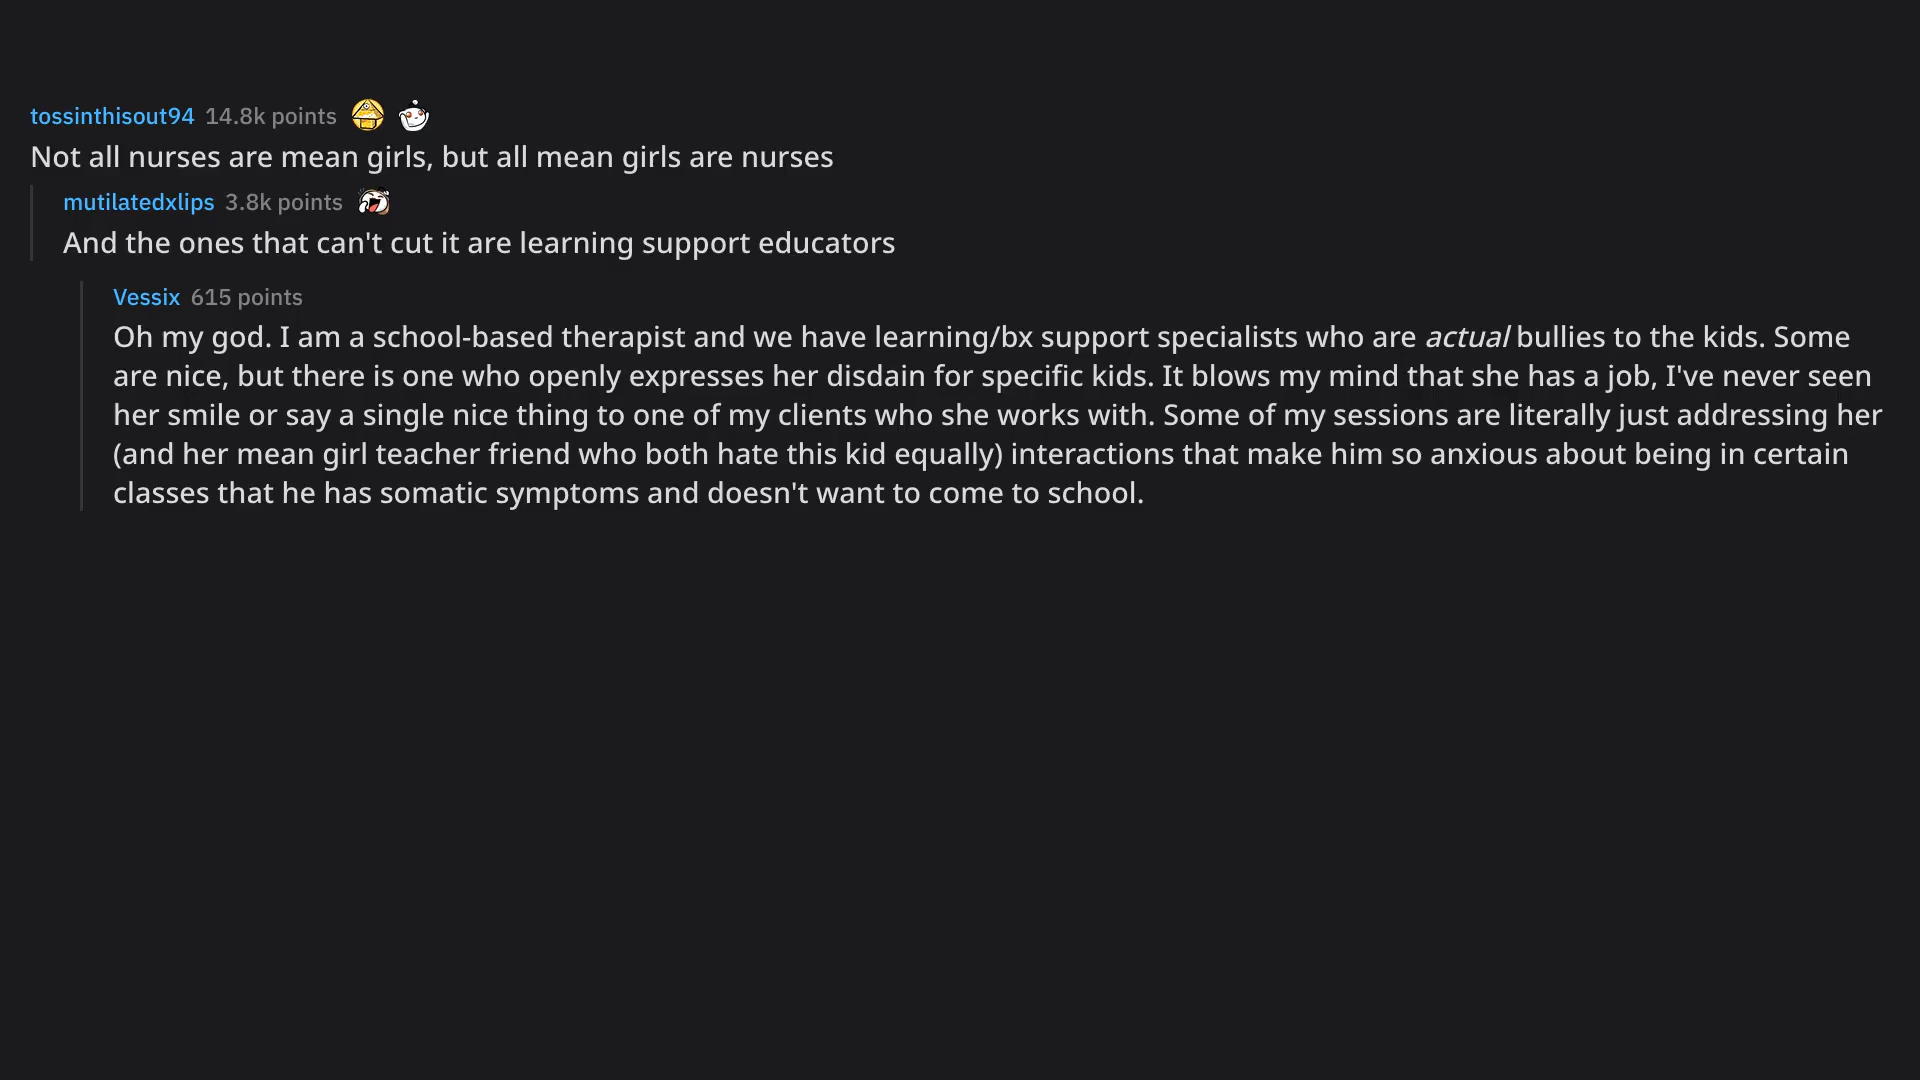 tossinthisout94 14.8k points
Not all nurses are mean girls, but all mean girls are nurses
mutilatedxlips 3.8k points
And the ones that can't cut it are learning support educators
Vessix 615 points
Oh my god. I am a school-based therapist and we have learning/bx support specialists who are actual bullies to the kids. Some
are nice, but there is one who openly expresses her disdain for specific kids. It blows my mind that she has a job, I've never seen
her smile or say a single nice thing to one of my clients who she works with. Some of my sessions are literally just addressing her
(and her mean girl teacher friend who both hate this kid equally) interactions that make him so anxious about being in certain
classes that he has somatic symptoms and doesn't want to come to school.